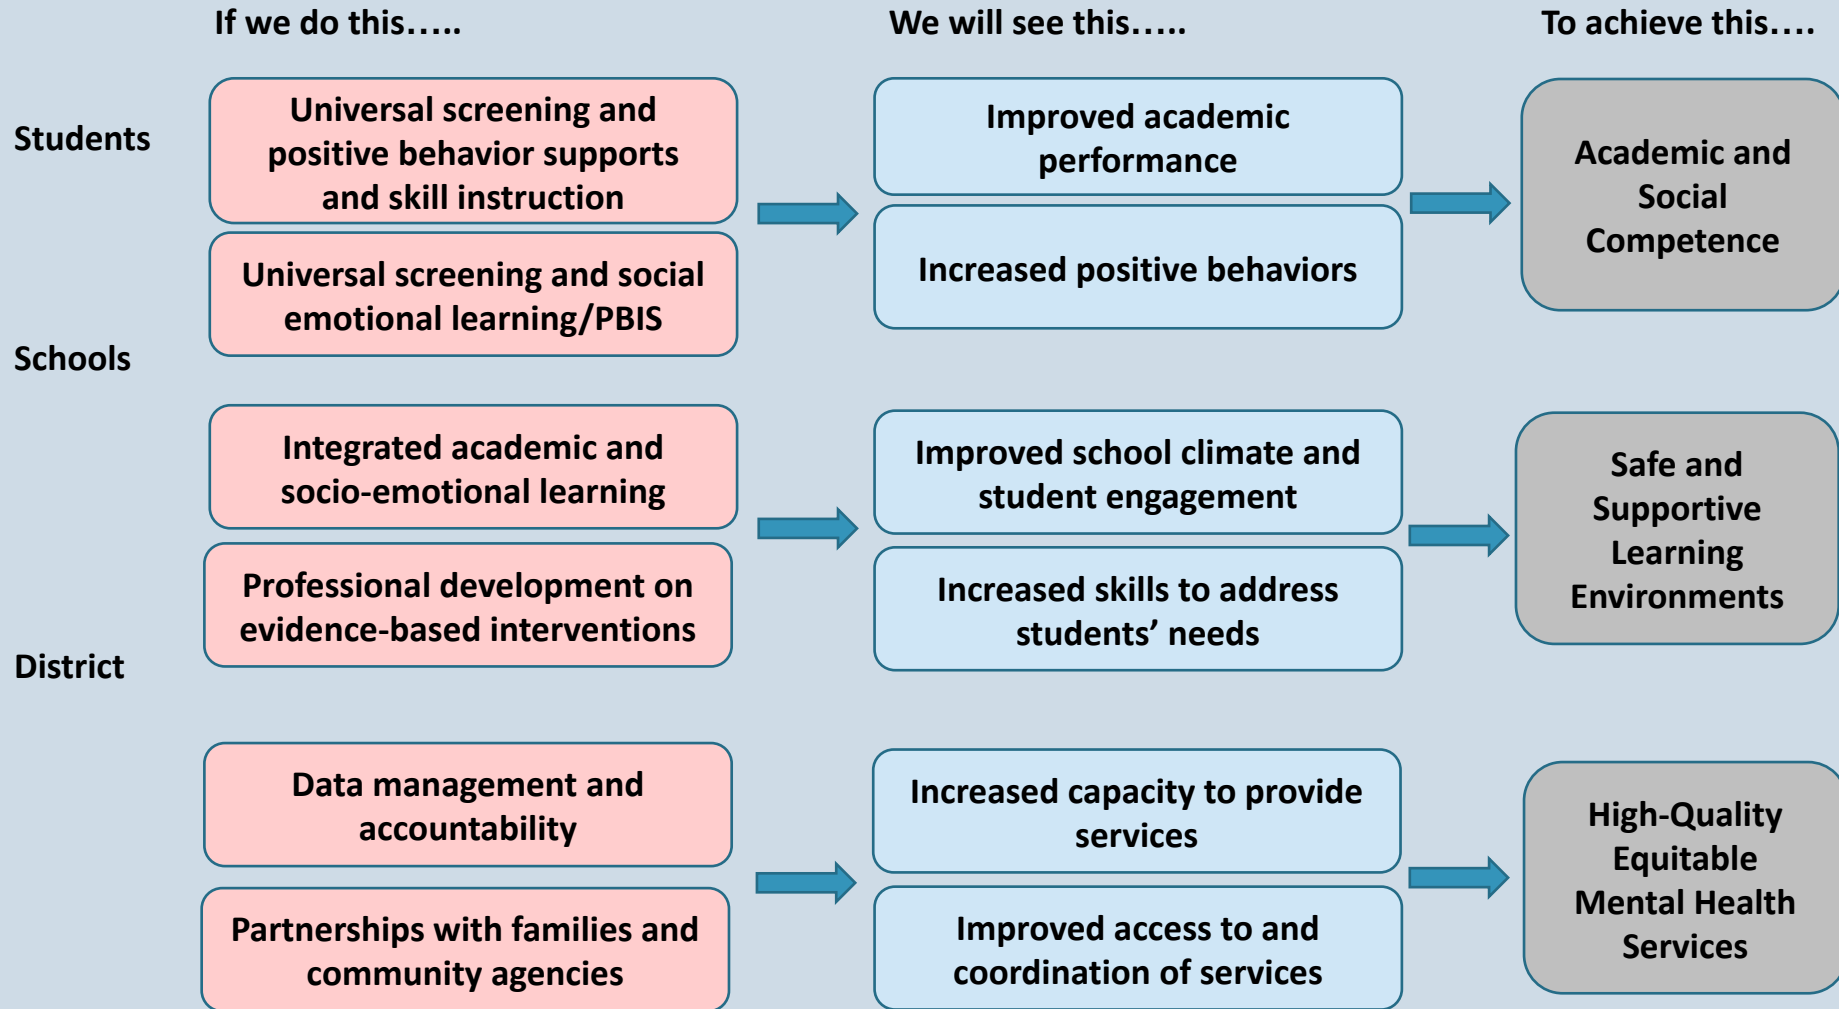 If we do this…..
We will see this…..
To achieve this….
Students
Universal screening and
positive behavior supports
and skill instruction
Universal screening and social
emotional learning/PBIS
Improved academic
performance
Increased positive behaviors
Academic and
Social
Competence
Schools
Integrated academic and
socio-emotional learning
Professional development on
evidence-based interventions
Improved school climate and
student engagement
Increased skills to address
students’ needs
Safe and
Supportive
Learning
Environments
District
Data management and
accountability
Partnerships with families and
community agencies
Increased capacity to provide
services
Improved access to and
coordination of services
High-Quality
Equitable
Mental Health
Services